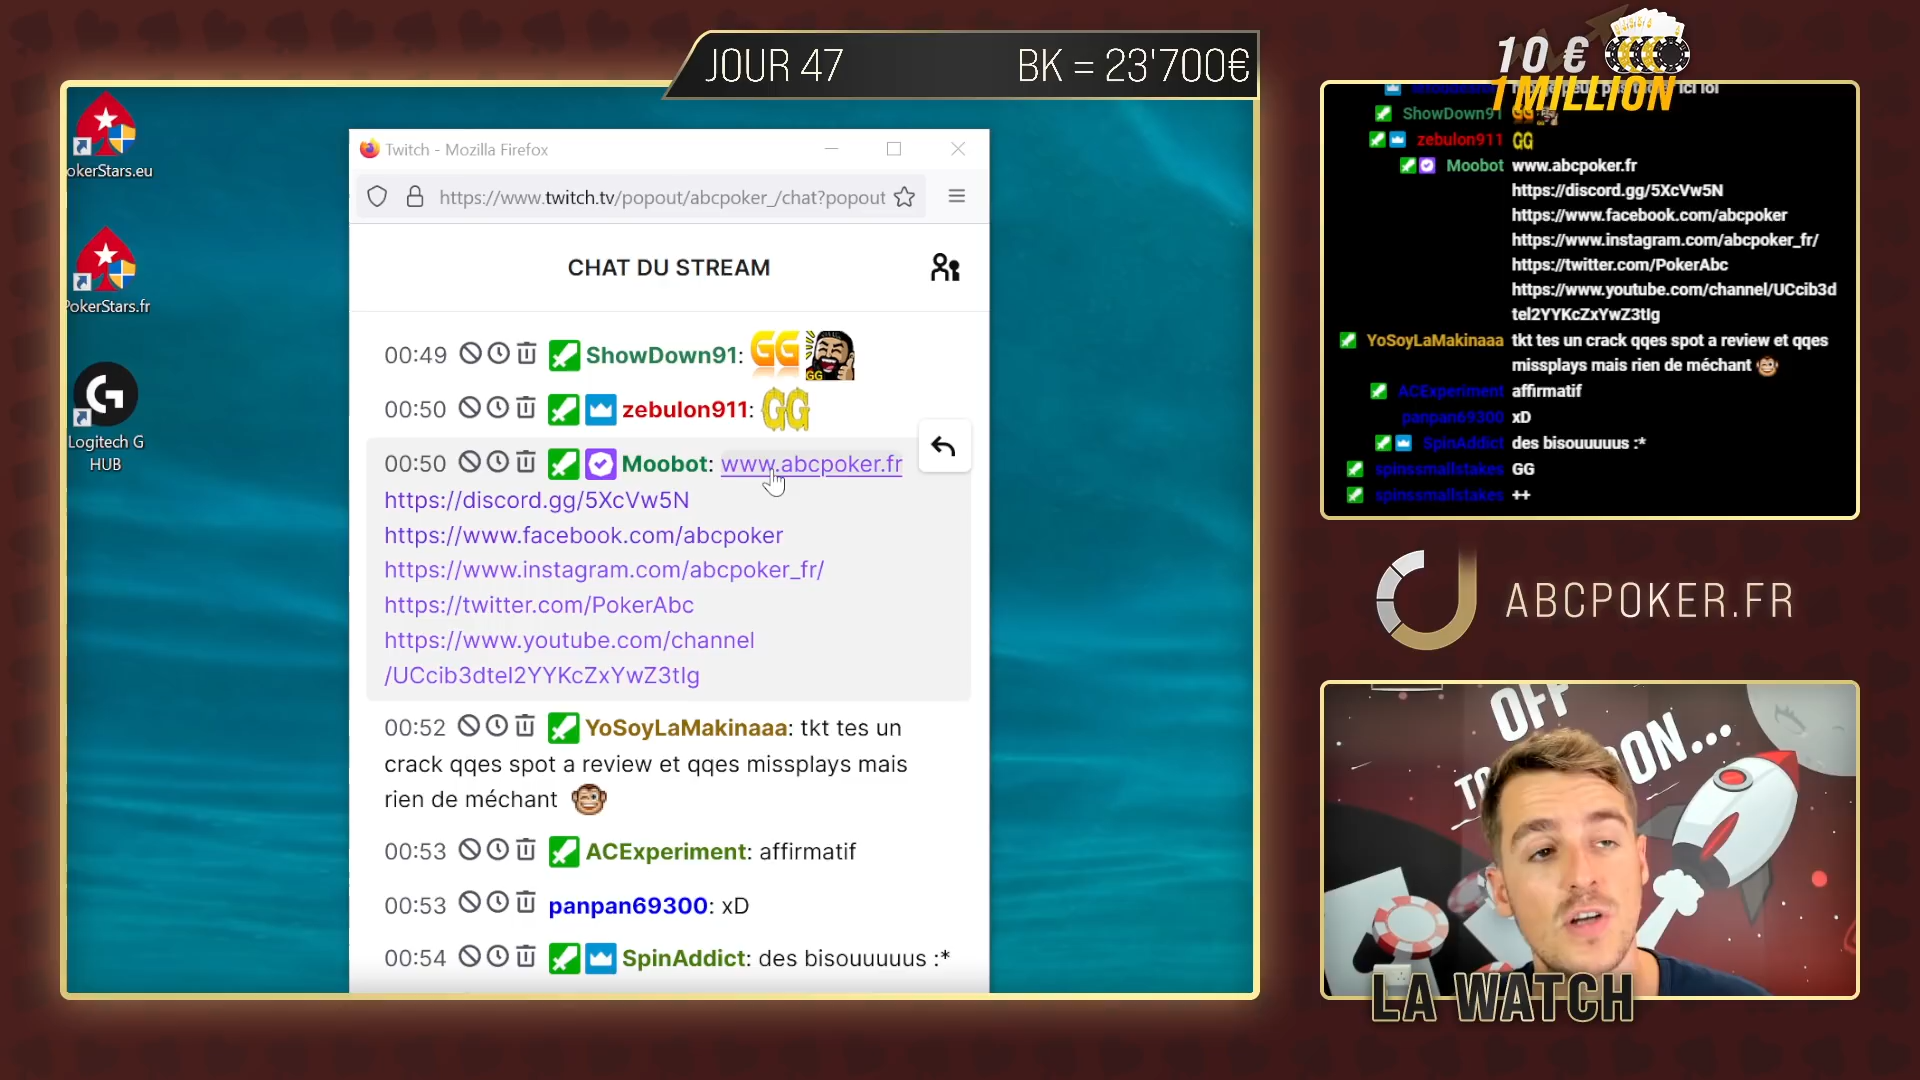 JOUR 47
BK = 23'700€
10 €
1 MILLION
PokerStars.eu
PokerStars.fr
Logitech G
HUB
Twitch - Mozilla Firefox
https://www.twitch.tv/popout/abcpoker_/chat?popout
CHAT DU STREAM
00:49 ShowDown91: GG GG
00:50 zebulon911: GG
00:50 Moobot: www.abcpoker.fr
https://discord.gg/5XcVw5N
https://www.facebook.com/abcpoker
https://www.instagram.com/abcpoker_fr/
https://twitter.com/PokerAbc
https://www.youtube.com/channel
/UCcib3dtel2YYKcZxYwZ3tIg
00:52 YoSoyLaMakinaaa: tkt tes un
crack qqes spot a review et qqes missplays mais
rien de méchant
00:53 ACExperiment: affirmatif
00:53 panpan69300: xD
00:54 SpinAddict: des bisouuuuus :*
ici lol
ShowDown91 GG
zebulon911 GG
Moobot www.abcpoker.fr
https://discord.gg/5XcVw5N
https://www.facebook.com/abcpoker
https://www.instagram.com/abcpoker_fr/
https://twitter.com/PokerAbc
https://www.youtube.com/channel/UCcib3d
tel2YYKcZxYwZ3tIg
YoSoyLaMakinaaa tkt tes un crack qqes spot a review et qqes
missplays mais rien de méchant
ACExperiment affirmatif
panpan69300 xD
SpinAddict des bisouuuuus :*
spinssmallstakes GG
spinssmallstakes ++
ABCPOKER.FR
OFF
TO
OON...
LA WATCH